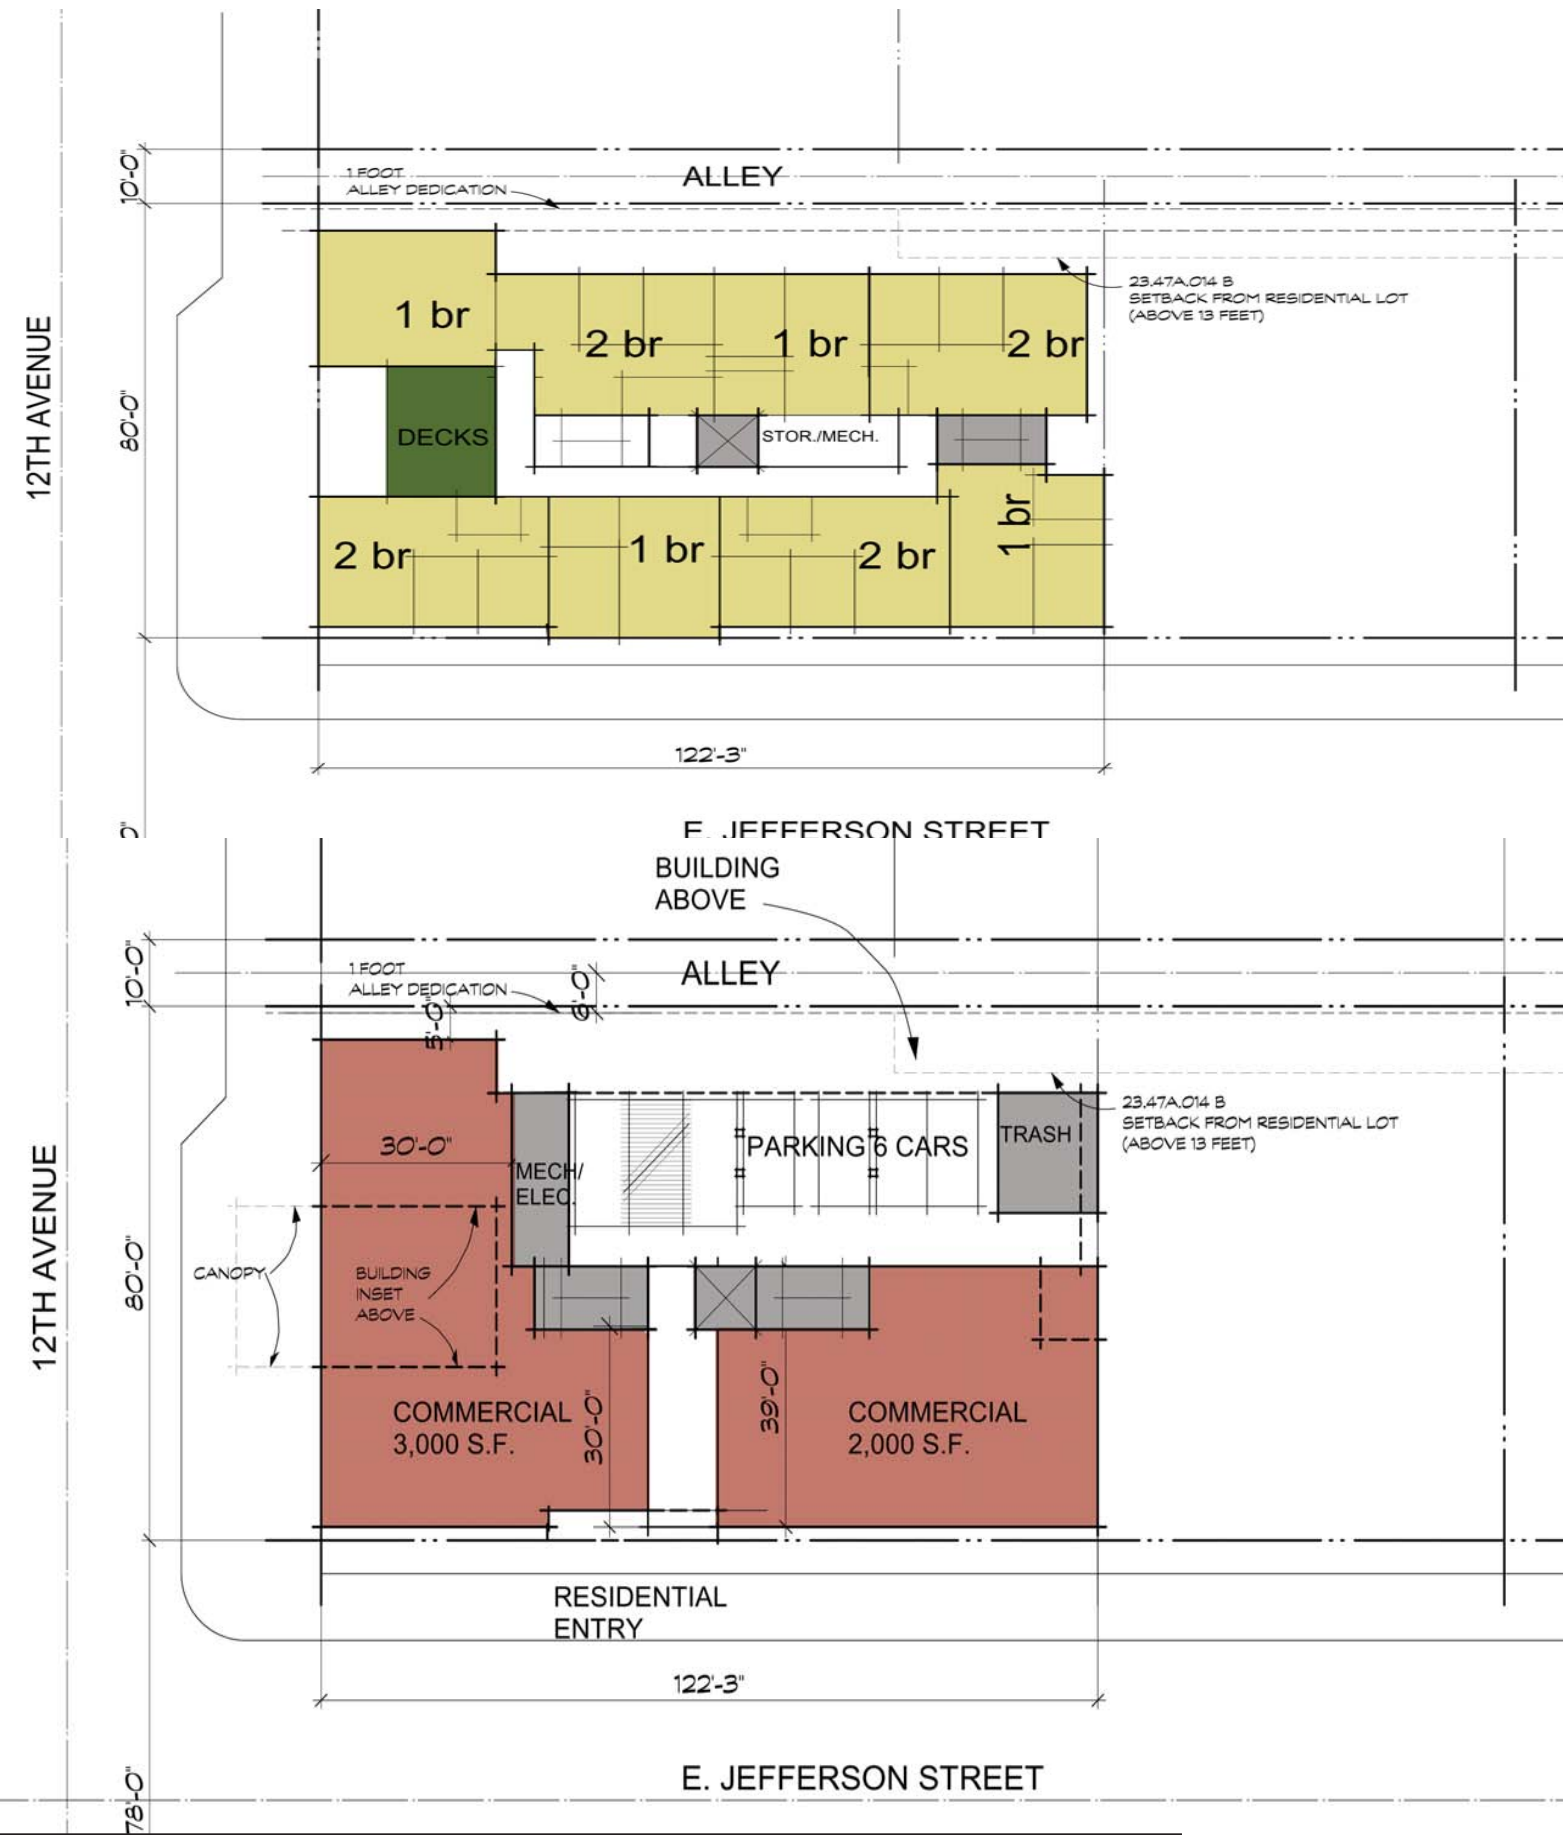 10'-0"
1 FOOT
ALLEY DEDICATION
ALLEY
23.47A.014 B
SETBACK FROM RESIDENTIAL LOT
(ABOVE 13 FEET)
1 br
2 br
1 br
2 br
12TH AVENUE
80'-0"
DECKS
STOR./MECH.
2 br
1 br
2 br
1 br
122'-3"
E. JEFFERSON STREET
BUILDING
ABOVE
10'-0"
1 FOOT
ALLEY DEDICATION
5'-0"
6'-0"
ALLEY
23.47A.014 B
SETBACK FROM RESIDENTIAL LOT
(ABOVE 13 FEET)
30'-0"
MECH/
ELEC.
PARKING 6 CARS
TRASH
12TH AVENUE
80'-0"
CANOPY
BUILDING
INSET
ABOVE
COMMERCIAL
3,000 S.F.
30'-0"
39'-0"
COMMERCIAL
2,000 S.F.
RESIDENTIAL
ENTRY
122'-3"
E. JEFFERSON STREET
78'-0"